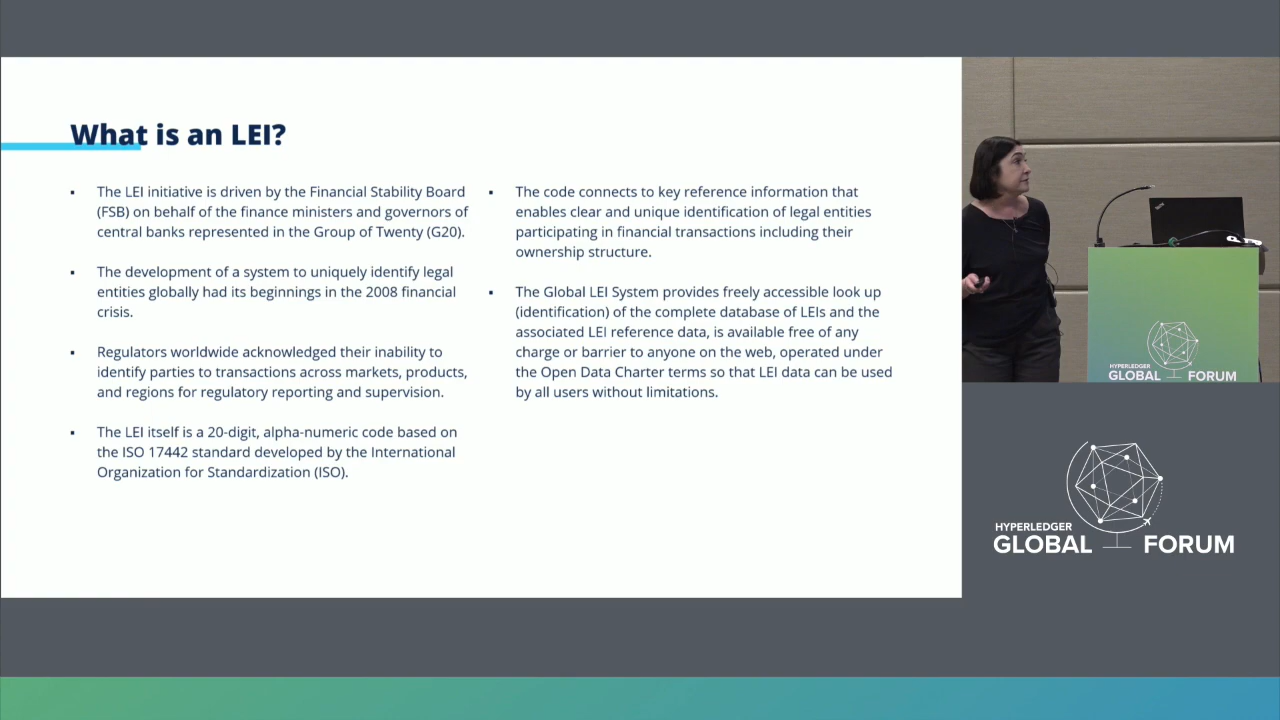 What is an LEI?
▪ The LEI initiative is driven by the Financial Stability Board
(FSB) on behalf of the finance ministers and governors of
central banks represented in the Group of Twenty (G20).
▪ The development of a system to uniquely identify legal
entities globally had its beginnings in the 2008 financial
crisis.
▪ Regulators worldwide acknowledged their inability to
identify parties to transactions across markets, products,
and regions for regulatory reporting and supervision.
▪ The LEI itself is a 20-digit, alpha-numeric code based on
the ISO 17442 standard developed by the International
Organization for Standardization (ISO).
▪ The code connects to key reference information that
enables clear and unique identification of legal entities
participating in financial transactions including their
ownership structure.
▪ The Global LEI System provides freely accessible look up
(identification) of the complete database of LEIs and the
associated LEI reference data, is available free of any
charge or barrier to anyone on the web, operated under
the Open Data Charter terms so that LEI data can be used
by all users without limitations.
HYPERLEDGER
GLOBAL FORUM
HYPERLEDGER
GLOBAL FORUM